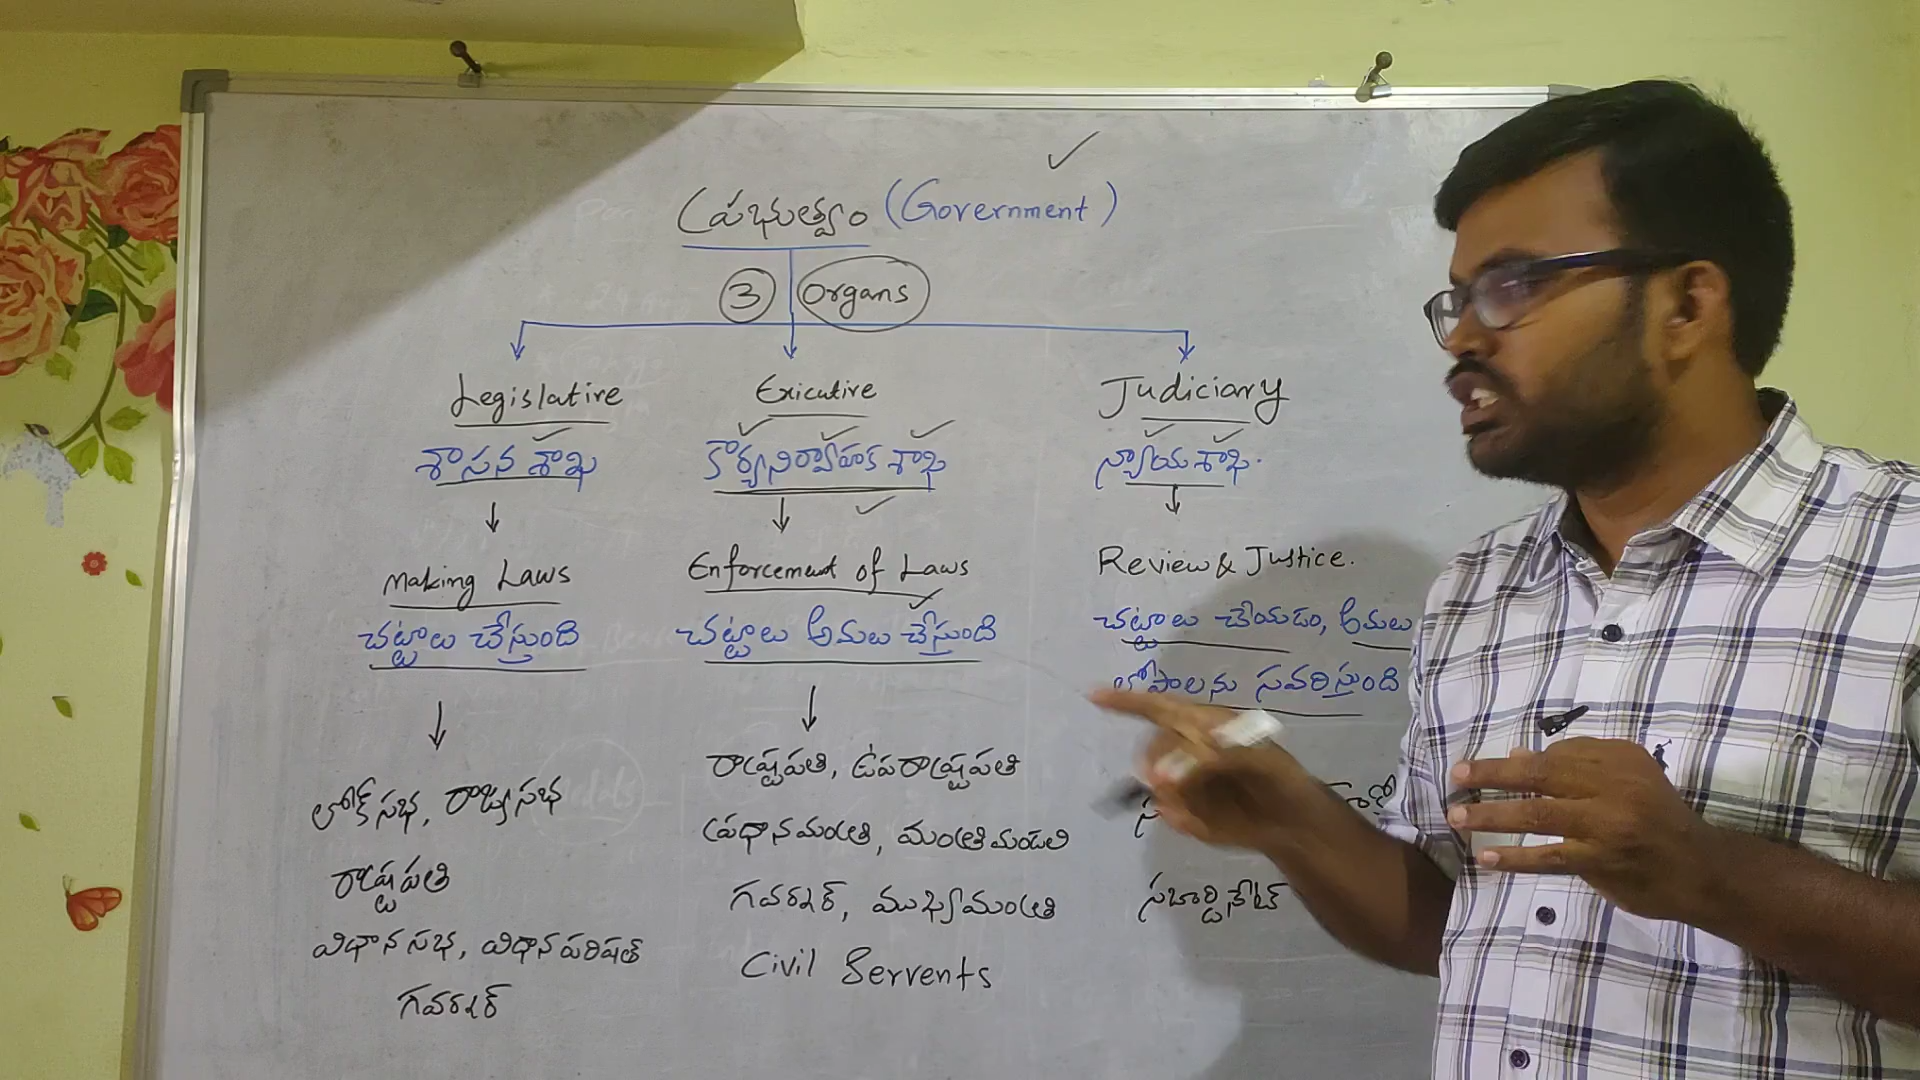 ప్రభుత్వం (Government)
3 Organs
Legislative
శాసన శాఖ
Making Laws
చట్టాలు చేస్తుంది
లోక్ సభ, రాజ్యసభ
రాష్ట్రపతి
విధాన సభ, విధాన పరిషత్
గవర్నర్
Exicutive
కార్యనిర్వాహక శాఖ
Enforcement of Laws
చట్టాలు అమలు చేస్తుంది
రాష్ట్రపతి, ఉపరాష్ట్రపతి
ప్రధానమంత్రి, మంత్రి మండలి
గవర్నర్, ముఖ్యమంత్రి
Civil Servents
Judiciary
న్యాయ శాఖ.
Review & Justice.
చట్టాలు చేయడం, అమలు
లోపాలను సవరిస్తుంది
సబార్డినేట్